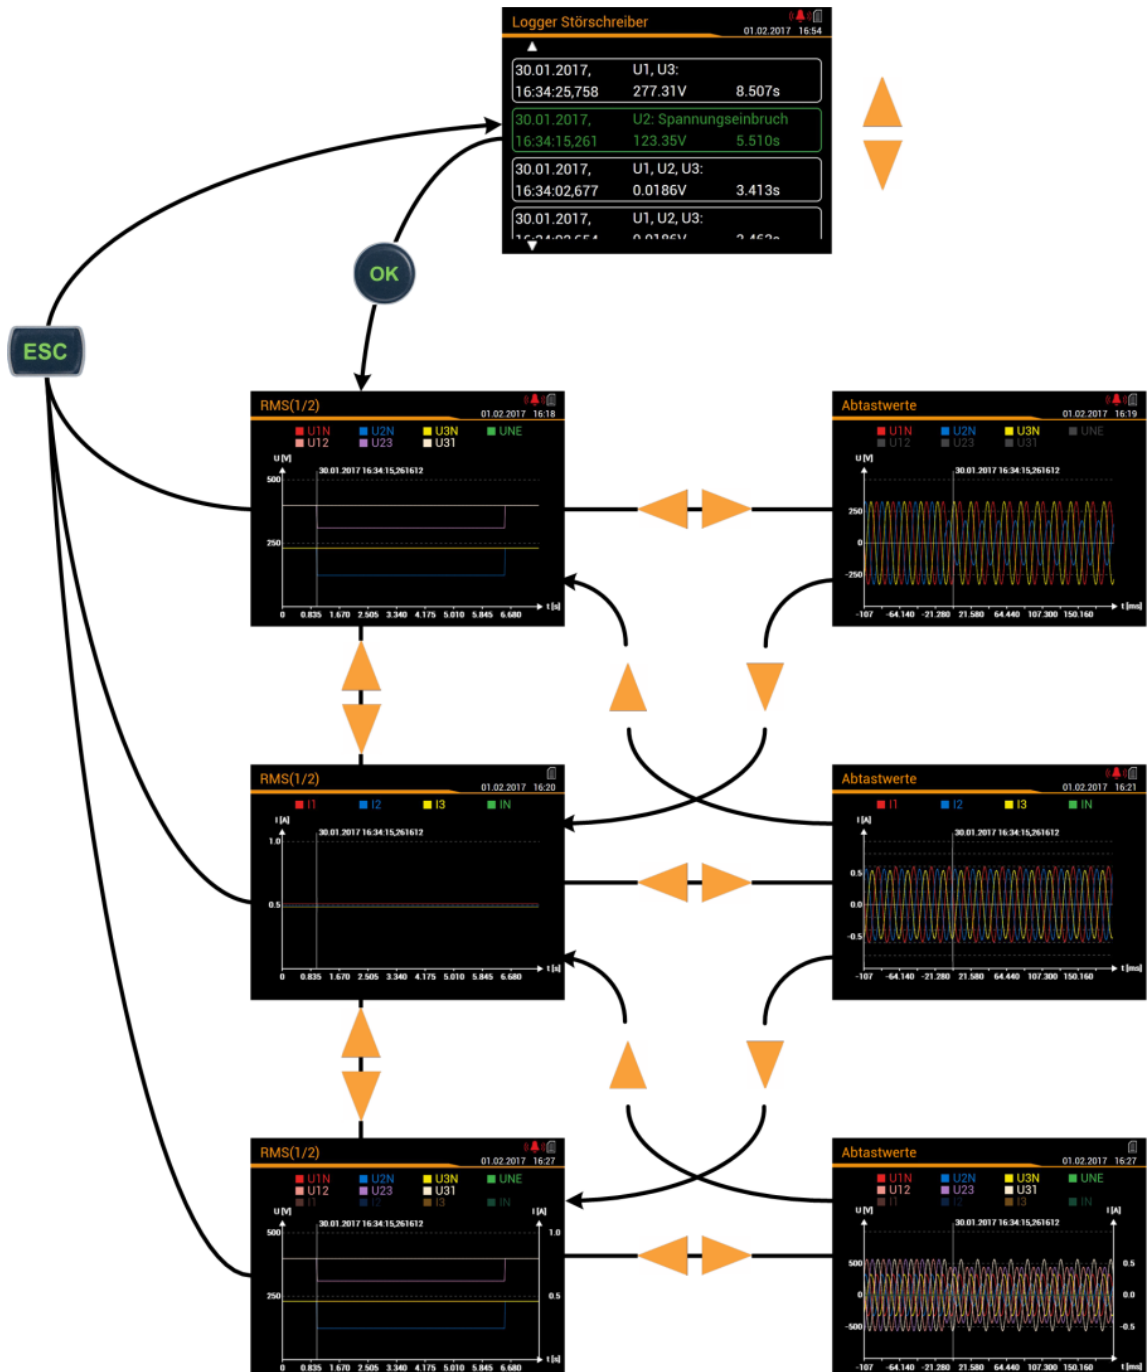 Logger Störschreiber
01.02.2017 16:54
30.01.2017, U1, U3:
16:34:25,758 277.31V 8.507s
30.01.2017, U2: Spannungseinbruch
16:34:15,261 123.35V 5.510s
30.01.2017, U1, U2, U3:
16:34:02,677 0.0186V 3.413s
30.01.2017, U1, U2, U3:
OK
ESC
RMS(1/2)
01.02.2017 16:18
U1N U2N U3N UNE
U12 U23 U31
U [V]
30.01.2017 16:34:15,261612
500
250
0 0.835 1.670 2.505 3.340 4.175 5.010 5.845 6.680 t [s]
Abtastwerte
01.02.2017 16:19
U1N U2N U3N UNE
U12 U23 U31
U [V]
30.01.2017 16:34:15,261612
250
0
-250
-107 -64.140 -21.280 21.580 64.440 107.300 150.160 t [ms]
RMS(1/2)
01.02.2017 16:20
I1 I2 I3 IN
I [A]
30.01.2017 16:34:15,261612
1.0
0.5
0 0.835 1.670 2.505 3.340 4.175 5.010 5.845 6.680 t [s]
Abtastwerte
01.02.2017 16:21
I1 I2 I3 IN
I [A]
30.01.2017 16:34:15,261612
0.5
0.0
-0.5
-107 -64.140 -21.280 21.580 64.440 107.300 150.160 t [ms]
RMS(1/2)
01.02.2017 16:27
U1N U2N U3N UNE
U12 U23 U31
I1 I2 I3 IN
U [V] I [A]
30.01.2017 16:34:15,261612
500 1.0
250 0.5
0 0.835 1.670 2.505 3.340 4.175 5.010 5.845 6.680 t [s]
Abtastwerte
01.02.2017 16:27
U1N U2N U3N UNE
U12 U23 U31
I1 I2 I3 IN
U [V] I [A]
30.01.2017 16:34:15,261612
500 0.5
0 0.0
-500 -0.5
-107 -64.140 -21.280 21.580 64.440 107.300 150.160 t [ms]